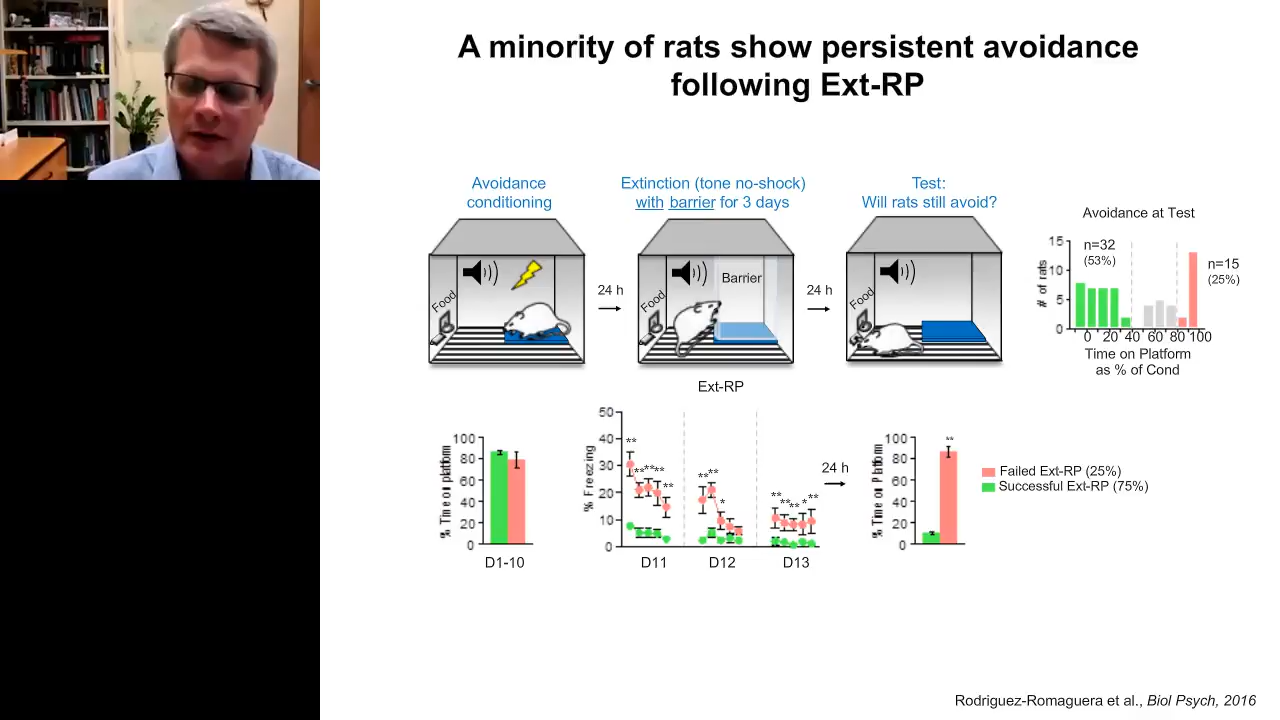 A minority of rats show persistent avoidance
following Ext-RP
Avoidance
conditioning
Extinction (tone no-shock)
with barrier for 3 days
Test:
Will rats still avoid?
Food
24 h
Food
Barrier
24 h
Food
Avoidance at Test
# of rats
15
10
5
0
n=32
(53%)
n=15
(25%)
0 20 40 60 80 100
Time on Platform
as % of Cond
Ext-RP
% Time on platform
100
80
60
40
20
0
D1-10
% Freezing
50
40
30
20
10
0
** ** ** ** **
** ** *
** ** ** * **
D11
D12
D13
24 h
% Time on Platform
100
80
60
40
20
0
**
Failed Ext-RP (25%)
Successful Ext-RP (75%)
Rodriguez-Romaguera et al., Biol Psych, 2016